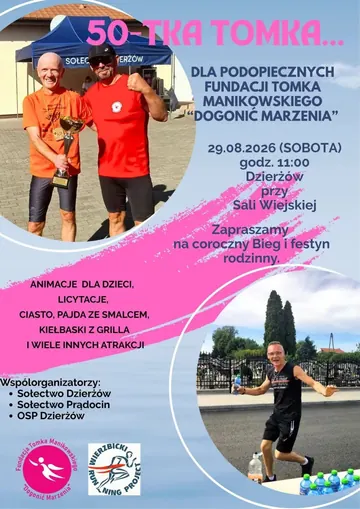 50-TKA TOMKA...
SOŁECTWO DZIERŻÓW
DLA PODOPIECZNYCH
FUNDACJI TOMKA
MANIKOWSKIEGO
“DOGONIĆ MARZENIA”
29.08.2026 (SOBOTA)
godz. 11:00
Dzierżów
przy
Sali Wiejskiej
Zapraszamy
na coroczny Bieg i festyn
rodzinny.
ANIMACJE DLA DZIECI,
LICYTACJE,
CIASTO, PAJDA ZE SMALCEM,
KIEŁBASKI Z GRILLA
I WIELE INNYCH ATRAKCJI
Współorganizatorzy:
• Sołectwo Dzierżów
• Sołectwo Prądocin
• OSP Dzierżów
Fundacja Tomka Manikowskiego
"Dogonić Marzenia"
WIERZBICKI
RUNNING PROJECT